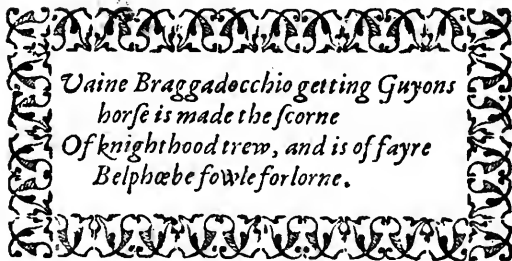 Vaine Braggadocchio getting Guyons
horſe is made the ſcorne
Of knighthood trew, and is of fayre
Belphœbe fowle forlorne.